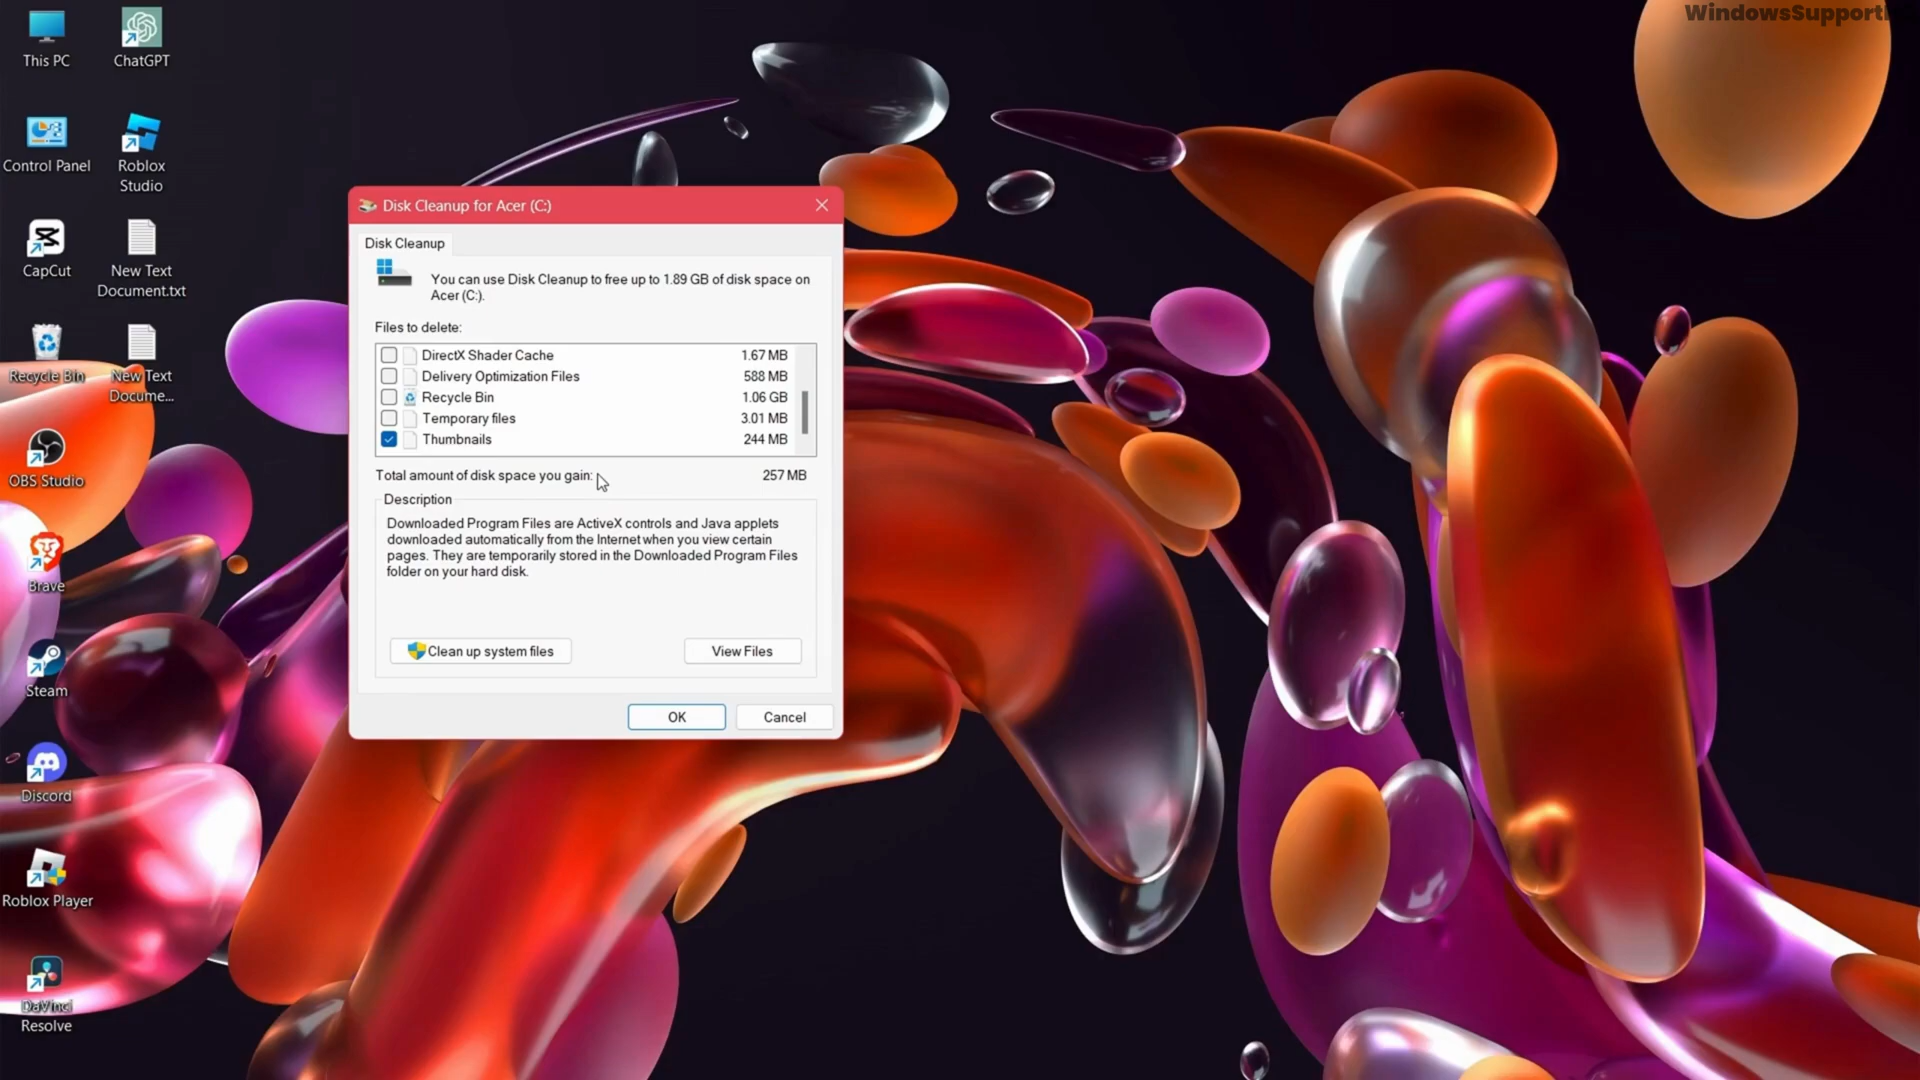 WindowsSupport
This PC
ChatGPT
Control Panel
Roblox
Studio
CapCut
New Text
Document.txt
Recycle Bin
New Text
Docume...
OBS Studio
Brave
Steam
Discord
Roblox Player
DaVinci
Resolve
Disk Cleanup for Acer (C:)
Disk Cleanup
You can use Disk Cleanup to free up to 1.89 GB of disk space on
Acer (C:).
Files to delete:
DirectX Shader Cache 1.67 MB
Delivery Optimization Files 588 MB
Recycle Bin 1.06 GB
Temporary files 3.01 MB
Thumbnails 244 MB
Total amount of disk space you gain: 257 MB
Description
Downloaded Program Files are ActiveX controls and Java applets
downloaded automatically from the Internet when you view certain
pages. They are temporarily stored in the Downloaded Program Files
folder on your hard disk.
Clean up system files
View Files
OK
Cancel